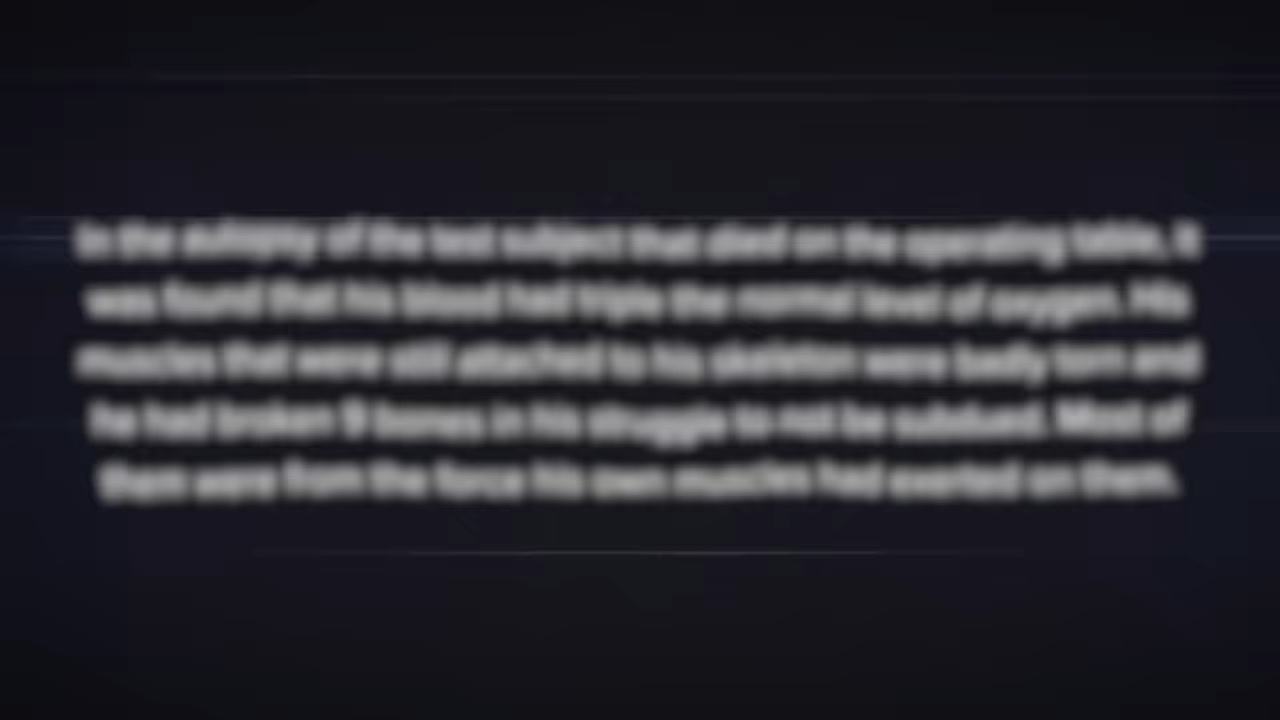 In the autopsy of the test subject that died on the operating table, it
was found that his blood had triple the normal level of oxygen. His
muscles that were still attached to his skeleton were badly torn and
he had broken 9 bones in his struggle to not be subdued. Most of
them were from the force his own muscles had exerted on them.